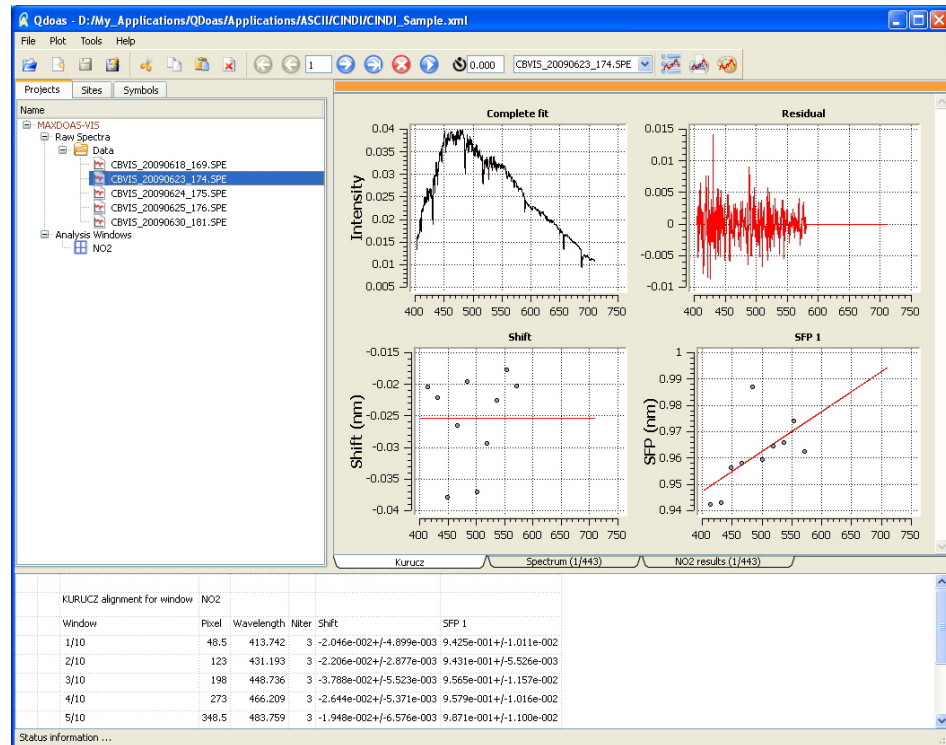 Qdoas - D:/My_Applications/QDoas/Applications/ASCII/CINDI/CINDI_Sample.xml
File Plot Tools Help
1 0.000 CBVIS_20090623_174.SPE
Projects Sites Symbols
Name
MAXDOAS-VIS
Raw Spectra
Data
CBVIS_20090618_169.SPE
CBVIS_20090623_174.SPE
CBVIS_20090624_175.SPE
CBVIS_20090625_176.SPE
CBVIS_20090630_181.SPE
Analysis Windows
NO2
Complete fit
Intensity
0.04
0.035
0.03
0.025
0.02
0.015
0.01
0.005
400 450 500 550 600 650 700 750
Residual
0.015
0.01
0.005
0
-0.005
-0.01
400 450 500 550 600 650 700 750
Shift
Shift (nm)
-0.015
-0.02
-0.025
-0.03
-0.035
-0.04
400 450 500 550 600 650 700 750
SFP 1
SFP (nm)
1
0.99
0.98
0.97
0.96
0.95
0.94
400 450 500 550 600 650 700 750
Kurucz Spectrum (1/443) NO2 results (1/443)
KURUCZ alignment for window NO2
Window Pixel Wavelength Niter Shift SFP 1
1/10 48.5 413.742 3 -2.046e-002+/-4.899e-003 9.425e-001+/-1.011e-002
2/10 123 431.193 3 -2.206e-002+/-2.877e-003 9.431e-001+/-5.526e-003
3/10 198 448.736 3 -3.788e-002+/-5.523e-003 9.565e-001+/-1.157e-002
4/10 273 466.209 3 -2.644e-002+/-5.371e-003 9.579e-001+/-1.016e-002
5/10 348.5 483.759 3 -1.948e-002+/-6.576e-003 9.871e-001+/-1.100e-002
Status information ...